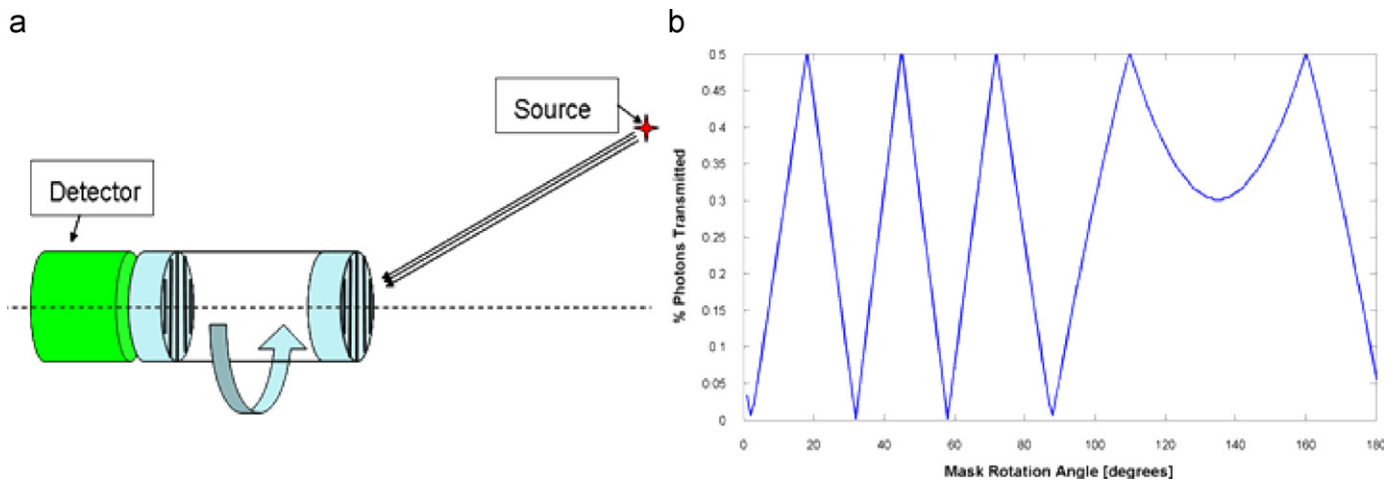 a
Source
Detector
b
% Photons Transmitted
0.5
0.45
0.4
0.35
0.3
0.25
0.2
0.15
0.1
0.05
0
0 20 40 60 80 100 120 140 160 180
Mask Rotation Angle [degrees]